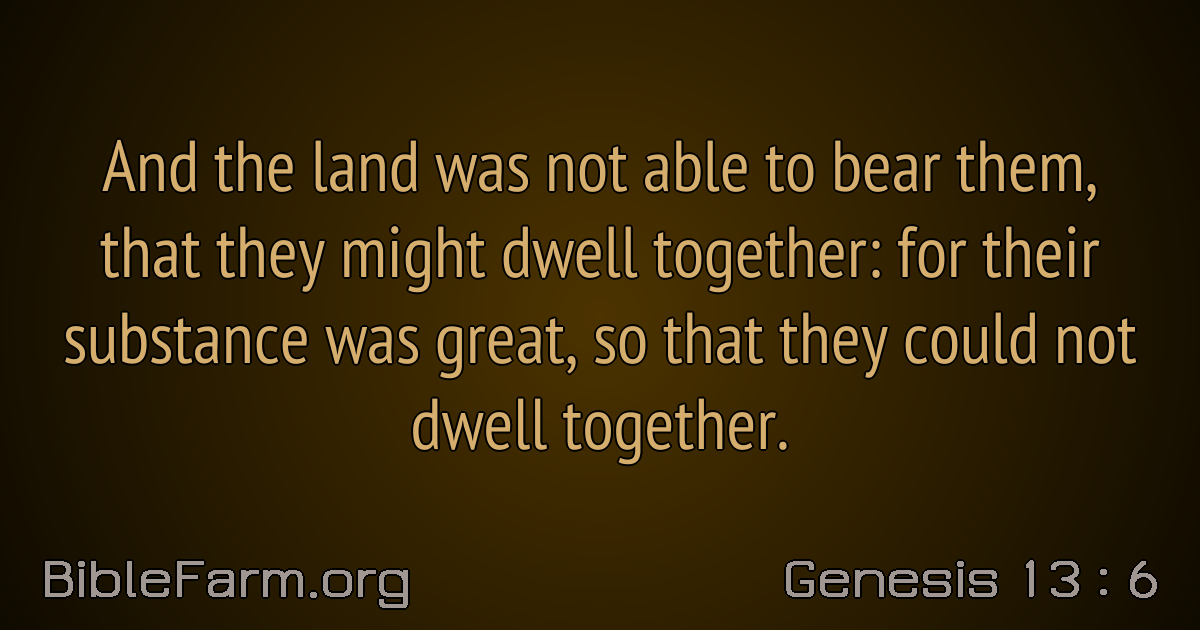 And the land was not able to bear them,
that they might dwell together: for their
substance was great, so that they could not
dwell together.
BibleFarm.org
Genesis 13 : 6